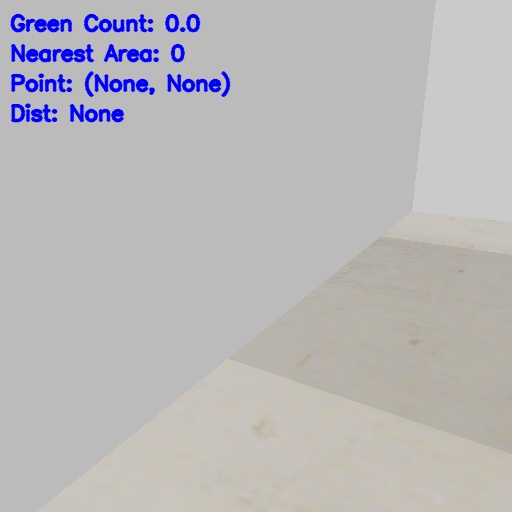 Green Count: 0.0
Nearest Area: 0
Point: (None, None)
Dist: None